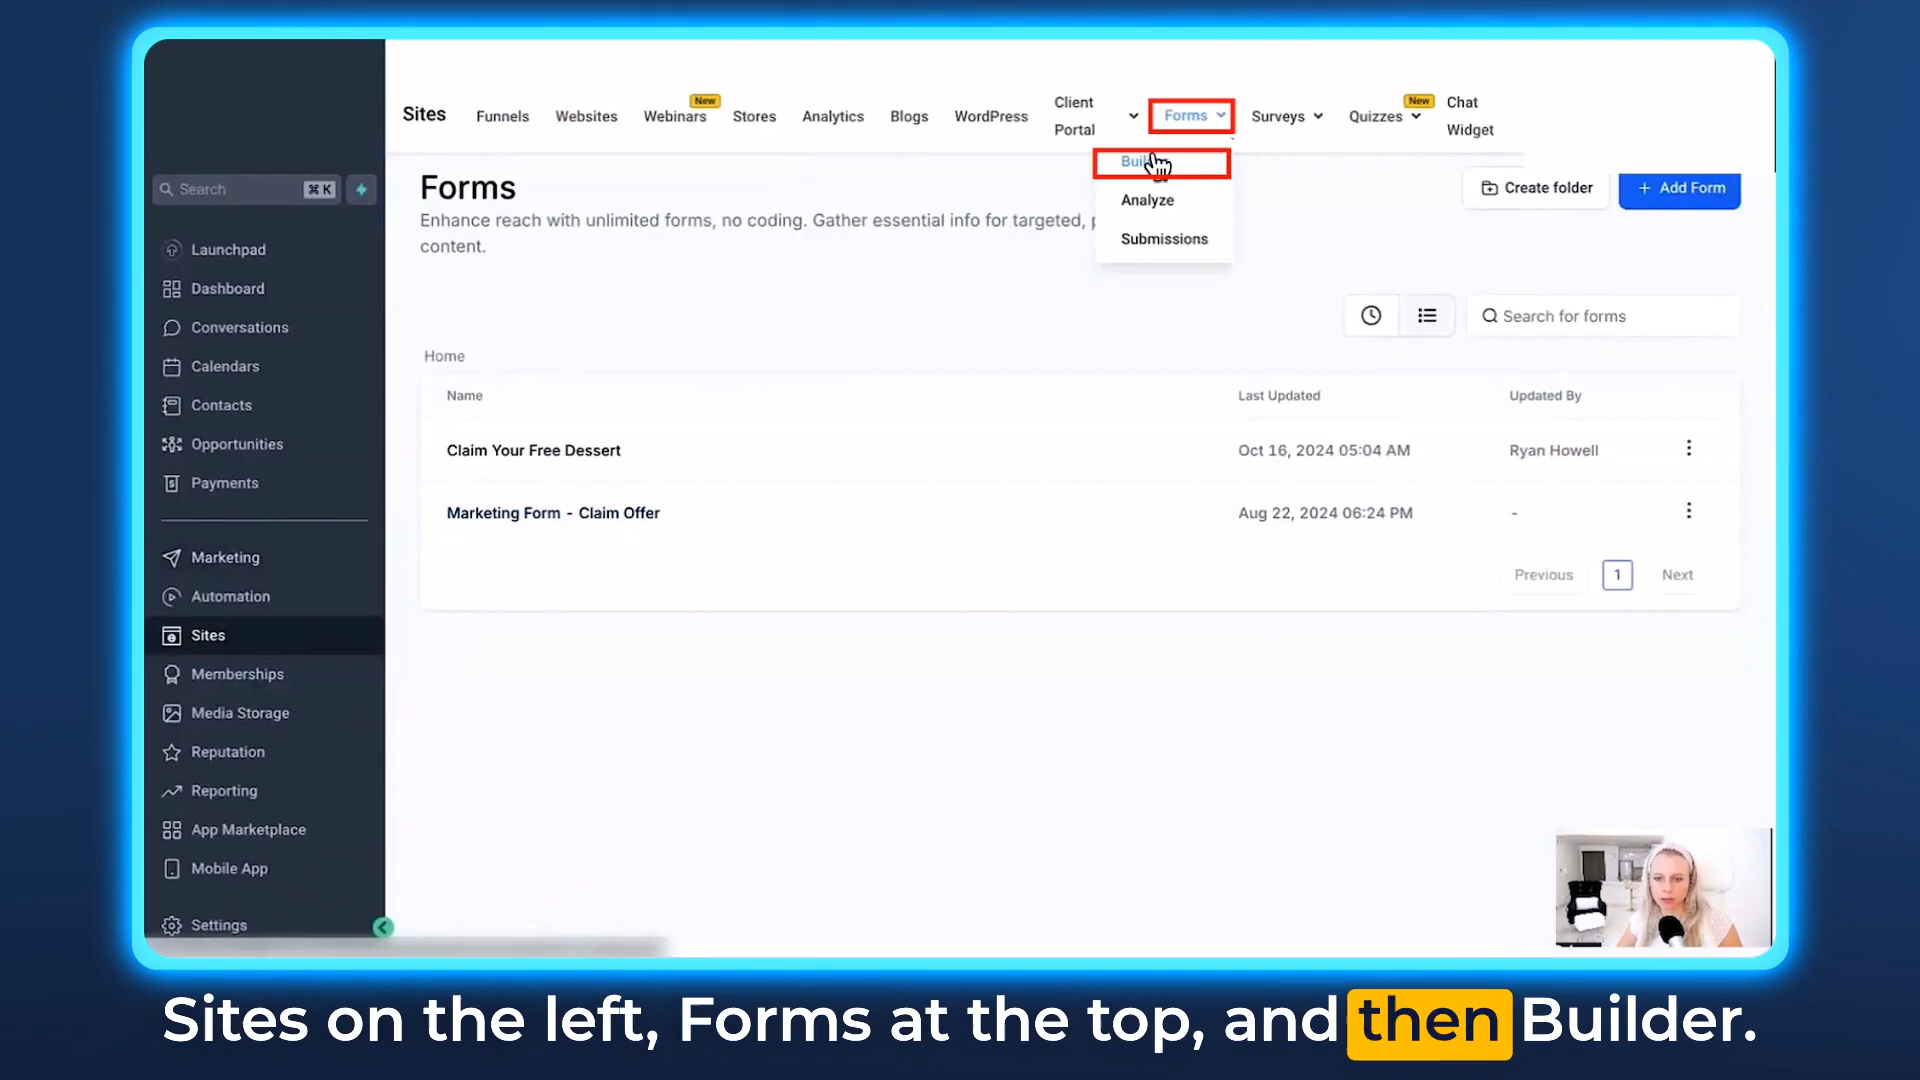 Sites
Funnels
Websites
New
Webinars
Stores
Analytics
Blogs
WordPress
Client
Portal
Forms
Surveys
New
Quizzes
Chat
Widget
Search
⌘ K
Launchpad
Dashboard
Conversations
Calendars
Contacts
Opportunities
Payments
Marketing
Automation
Sites
Memberships
Media Storage
Reputation
Reporting
App Marketplace
Mobile App
Settings
Analyze
Submissions
Forms
Enhance reach with unlimited forms, no coding. Gather essential info for targeted,
content.
Create folder
+ Add Form
Search for forms
Home
Name
Last Updated
Updated By
Claim Your Free Dessert
Oct 16, 2024 05:04 AM
Ryan Howell
Marketing Form - Claim Offer
Aug 22, 2024 06:24 PM
-
Previous
1
Next
Sites on the left, Forms at the top, and then Builder.